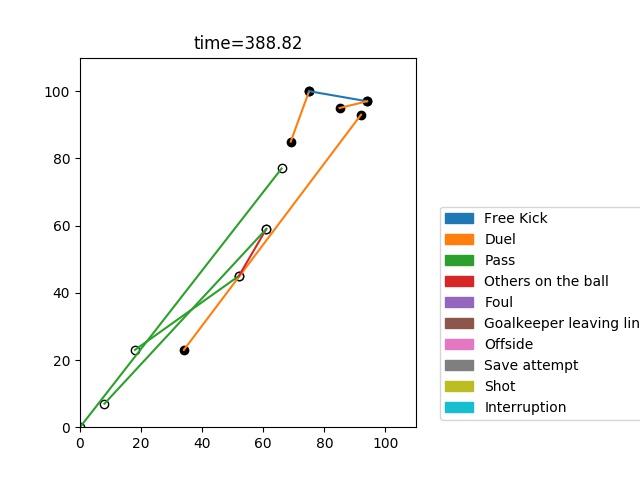 time=388.82
100
80
60
40
20
0
0 20 40 60 80 100
Free Kick
Duel
Pass
Others on the ball
Foul
Goalkeeper leaving lin
Offside
Save attempt
Shot
Interruption